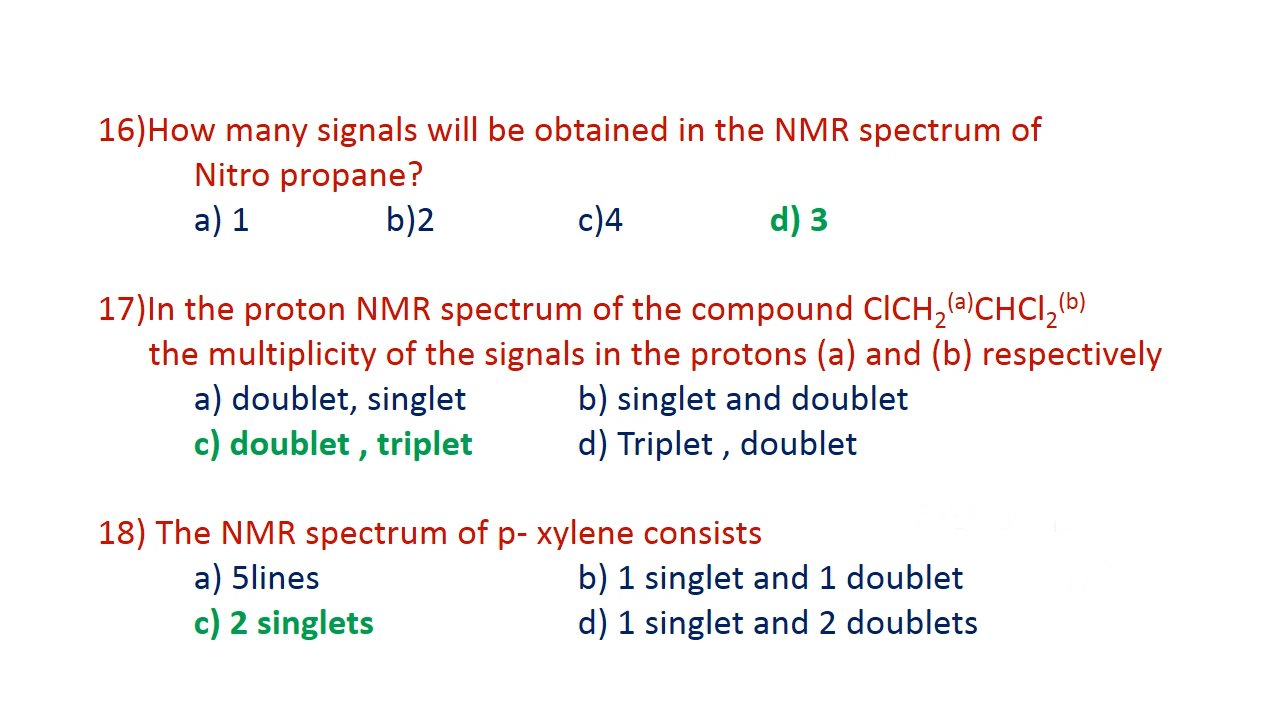 16)How many signals will be obtained in the NMR spectrum of
Nitro propane?
a) 1 b)2 c)4 d) 3
17)In the proton NMR spectrum of the compound ClCH₂⁽ᵃ⁾CHCl₂⁽ᵇ⁾
the multiplicity of the signals in the protons (a) and (b) respectively
a) doublet, singlet b) singlet and doublet
c) doublet , triplet d) Triplet , doublet
18) The NMR spectrum of p- xylene consists
a) 5lines b) 1 singlet and 1 doublet
c) 2 singlets d) 1 singlet and 2 doublets